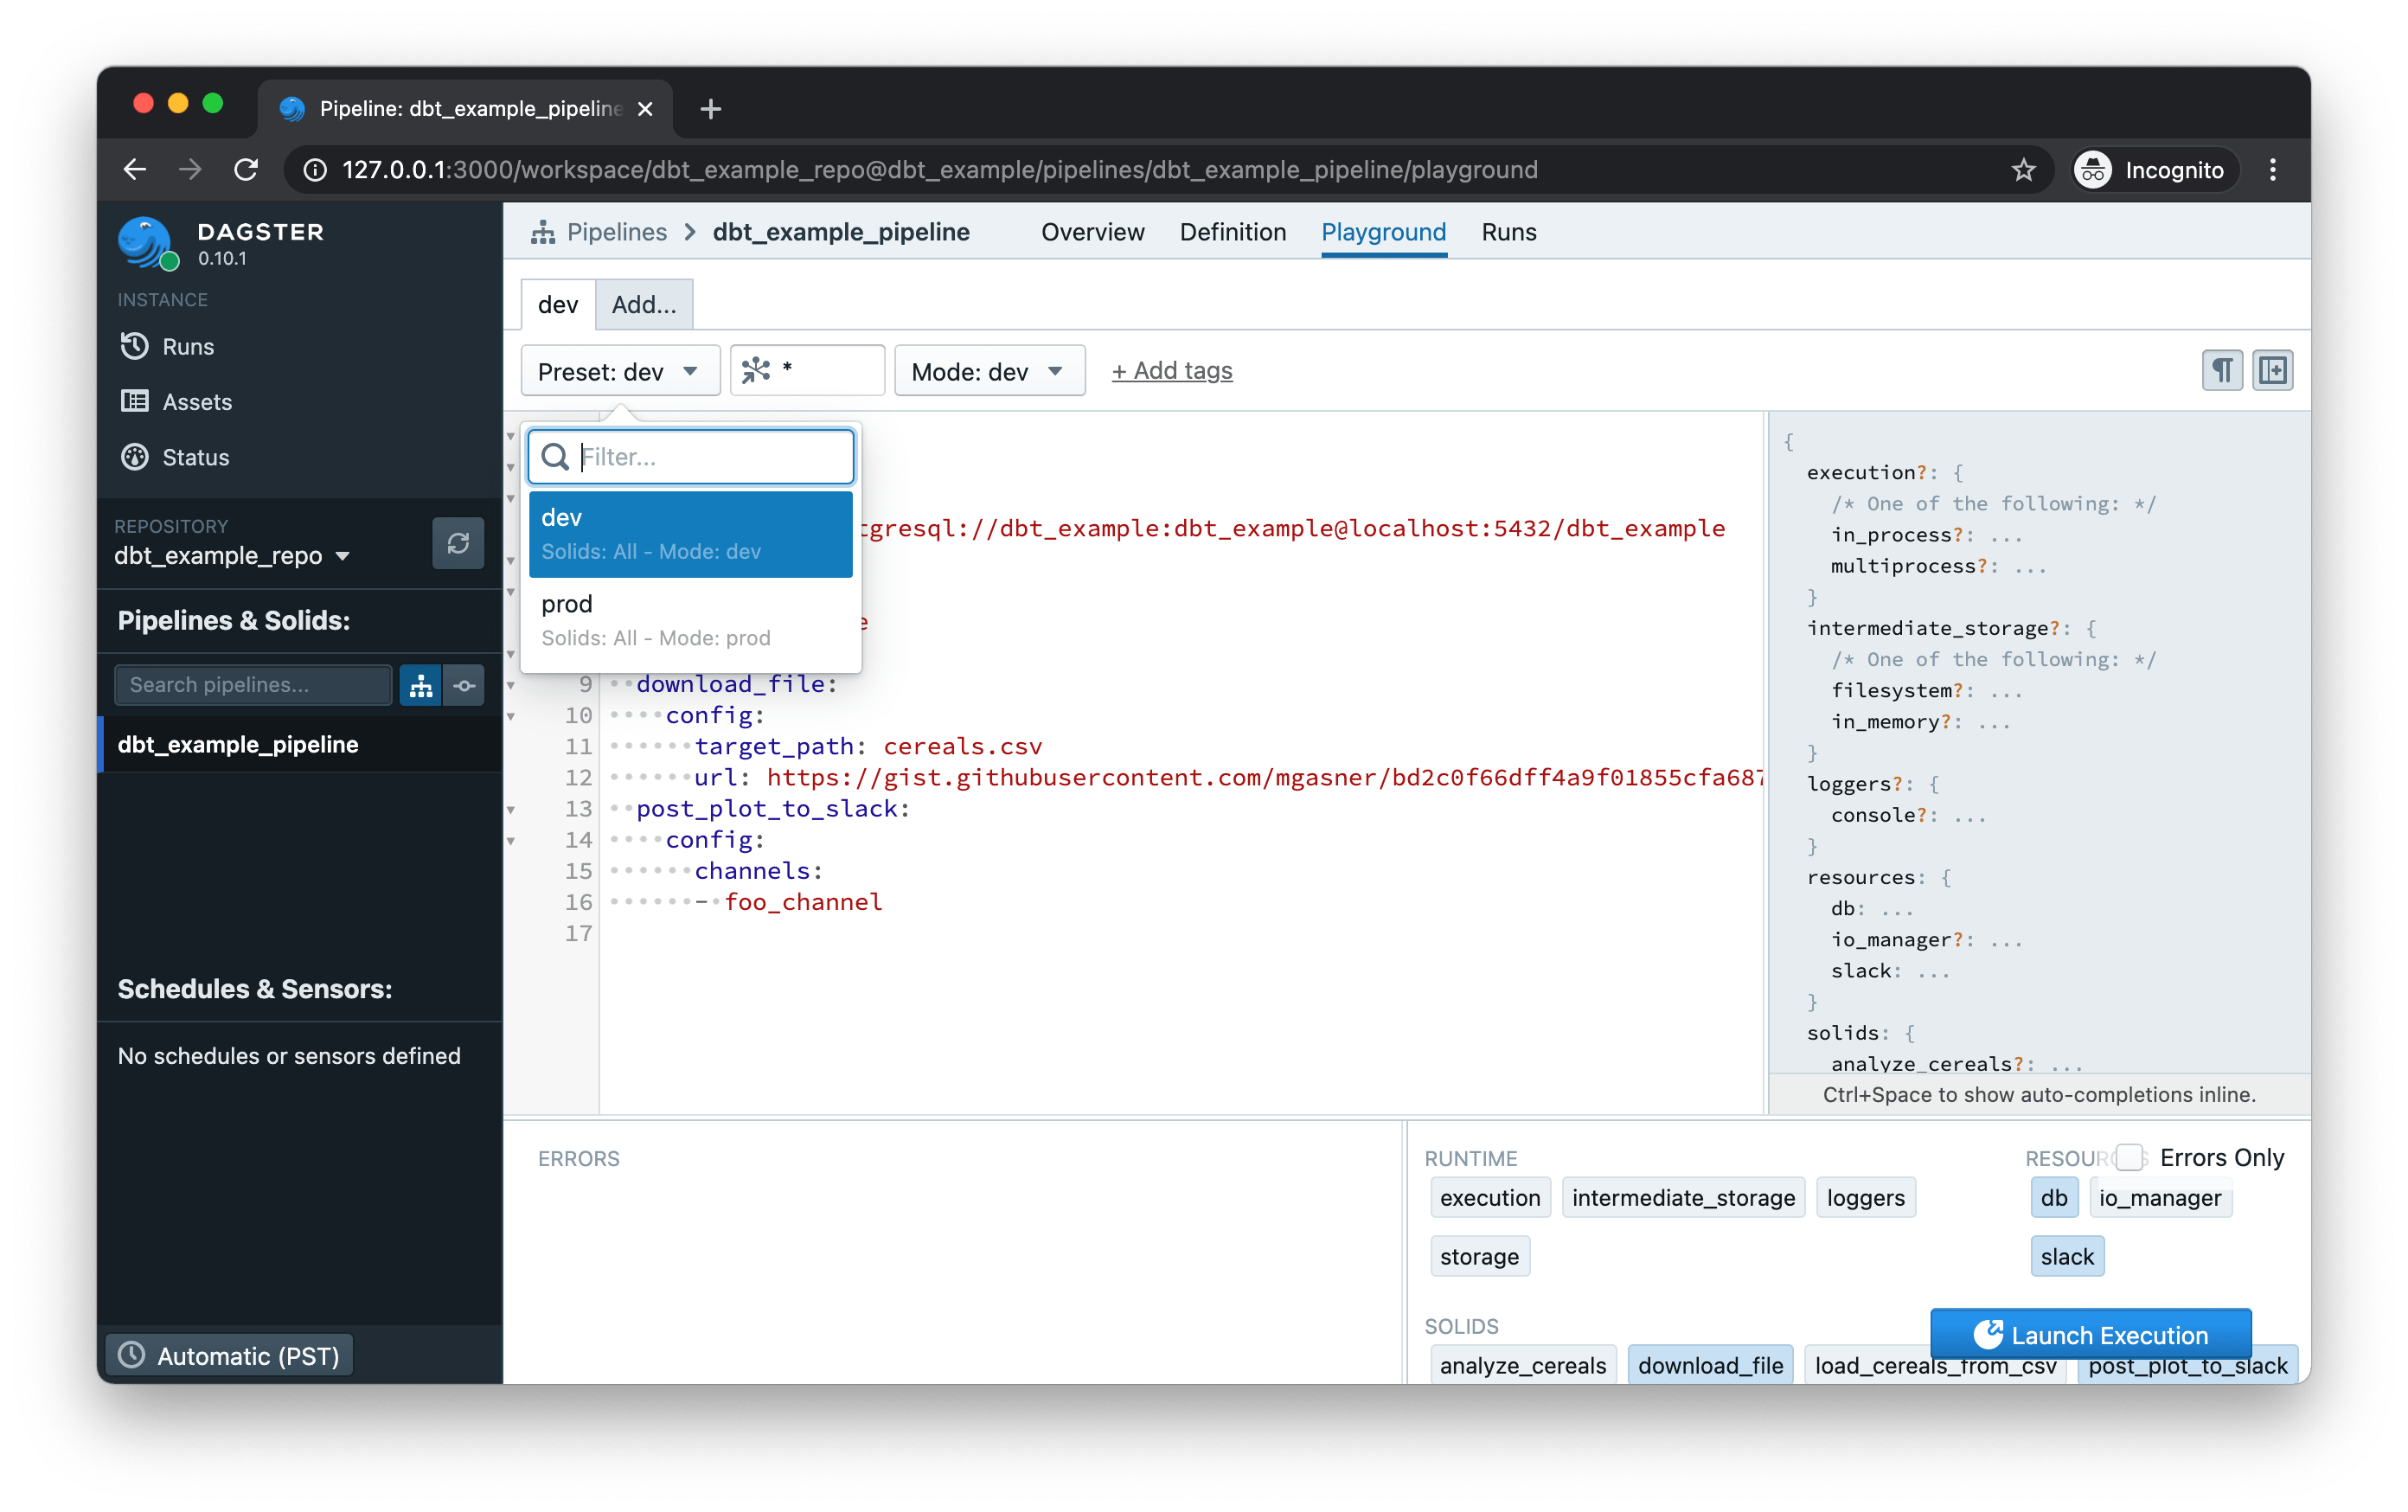 Pipeline: dbt_example_pipeline
127.0.0.1:3000/workspace/dbt_example_repo@dbt_example/pipelines/dbt_example_pipeline/playground
Incognito
DAGSTER
0.10.1
INSTANCE
Runs
Assets
Status
REPOSITORY
dbt_example_repo
Pipelines & Solids:
Search pipelines...
dbt_example_pipeline
Schedules & Sensors:
No schedules or sensors defined
Automatic (PST)
Pipelines > dbt_example_pipeline
Overview Definition Playground Runs
dev Add...
Preset: dev * Mode: dev + Add tags
Filter...
dev
Solids: All - Mode: dev
prod
Solids: All - Mode: prod
tgresql://dbt_example:dbt_example@localhost:5432/dbt_example
e
9 download_file:
10 config:
11 target_path: cereals.csv
12 url: https://gist.githubusercontent.com/mgasner/bd2c0f66dff4a9f01855cfa687
13 post_plot_to_slack:
14 config:
15 channels:
16 - foo_channel
17
{
execution?: {
/* One of the following: */
in_process?: ...
multiprocess?: ...
}
intermediate_storage?: {
/* One of the following: */
filesystem?: ...
in_memory?: ...
}
loggers?: {
console?: ...
}
resources: {
db: ...
io_manager?: ...
slack: ...
}
solids: {
analyze_cereals?: ...
Ctrl+Space to show auto-completions inline.
ERRORS
RUNTIME
execution intermediate_storage loggers
storage
Errors Only
db io_manager
slack
SOLIDS
Launch Execution
analyze_cereals download_file load_cereals_from_csv post_plot_to_slack